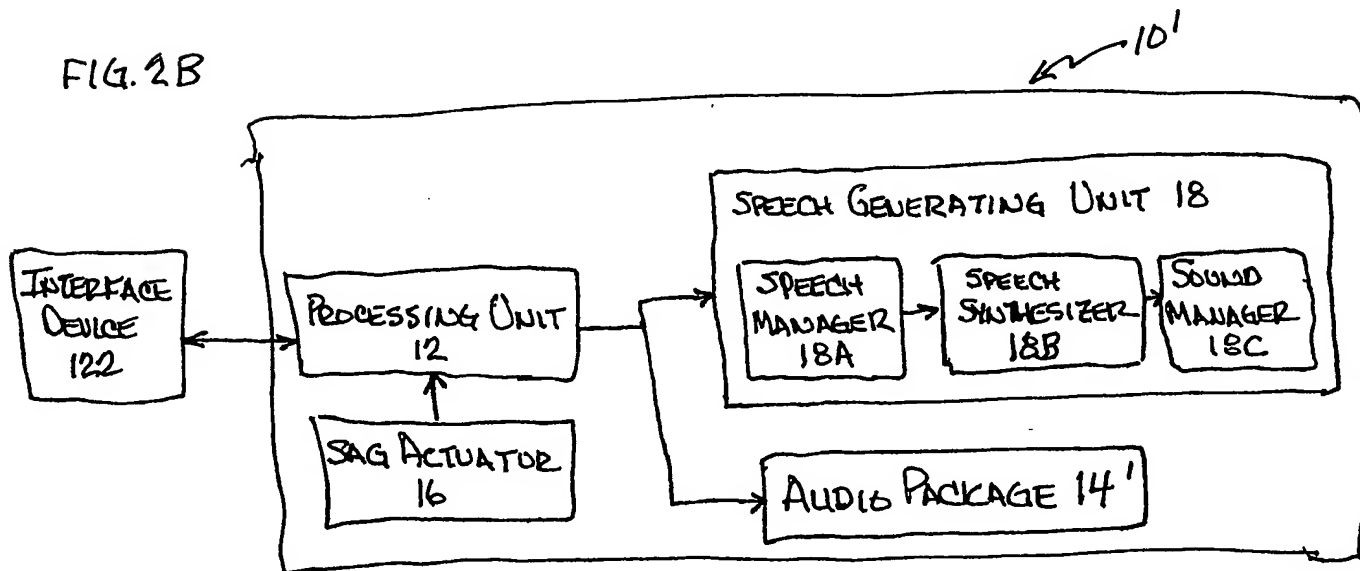 FIG. 2B
10'
SPEECH GENERATING UNIT 18
INTERFACE
DEVICE
122
PROCESSING UNIT
12
SPEECH
MANAGER
18A
SPEECH
SYNTHESIZER
18B
SOUND
MANAGER
18C
SAG ACTUATOR
16
AUDIO PACKAGE 14'